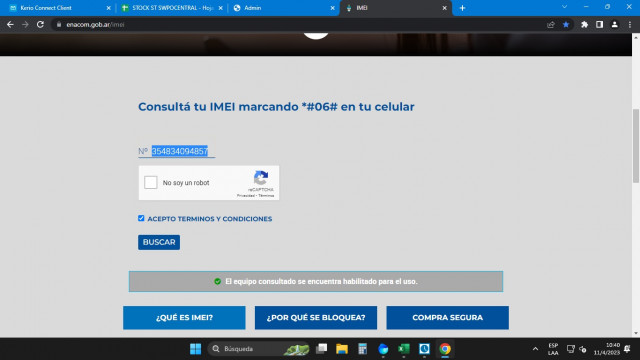 Kerio Connect Client
STOCK ST SWPOCENTRAL - Hoja
Admin
IMEI
enacom.gob.ar/imei
Consultá tu IMEI marcando *#06# en tu celular
Nº 354834094857
No soy un robot
reCAPTCHA
Privacidad - Términos
ACEPTO TERMINOS Y CONDICIONES
BUSCAR
El equipo consultado se encuentra habilitado para el uso.
¿QUÉ ES IMEI?
¿POR QUÉ SE BLOQUEA?
COMPRA SEGURA
Búsqueda
ESP
LAA
10:40
11/4/2023